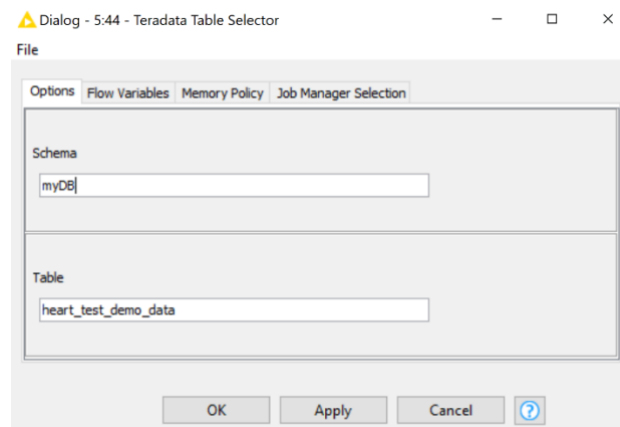 Dialog - 5:44 - Teradata Table Selector
File
Options Flow Variables Memory Policy Job Manager Selection
Schema
myDB
Table
heart_test_demo_data
OK Apply Cancel ?